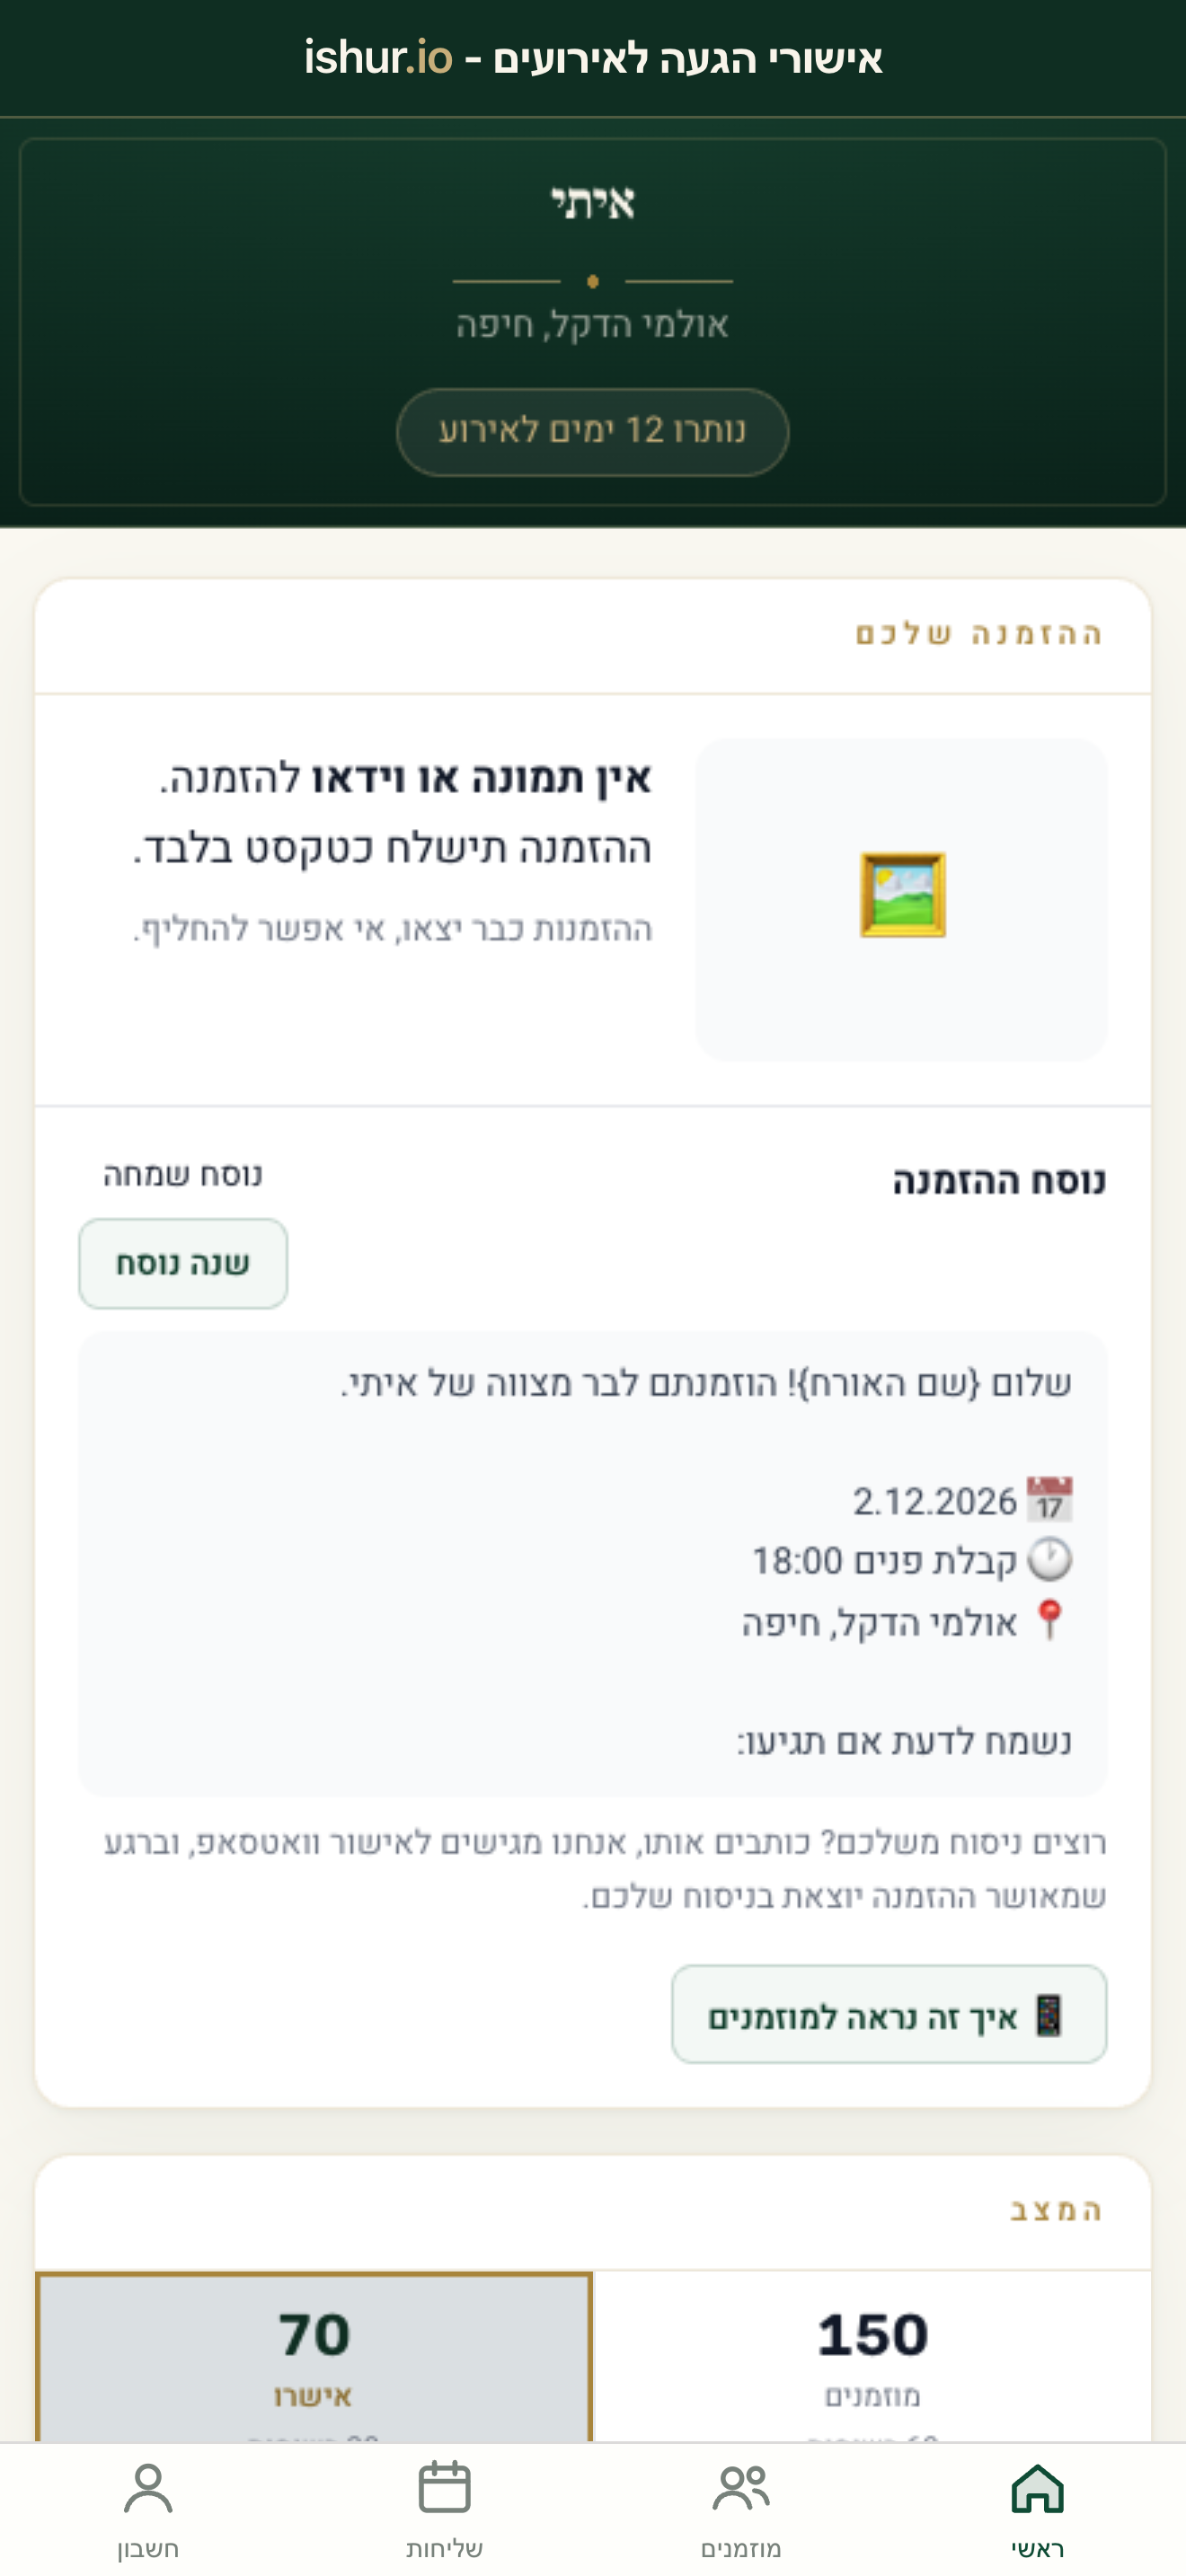 אישורי הגעה לאירועים - ishur.io
איתי
אולמי הדקל, חיפה
נותרו 12 ימים לאירוע
ההזמנה שלכם
אין תמונה או וידאו להזמנה.
ההזמנה תישלח כטקסט בלבד.
ההזמנות כבר יצאו, אי אפשר להחליף.
נוסח ההזמנה
נוסח שמחה
שנה נוסח
שלום {שם האורח}! הוזמנתם לבר מצווה של איתי.
📅 2.12.2026
🕐 קבלת פנים 18:00
📍 אולמי הדקל, חיפה
נשמח לדעת אם תגיעו:
רוצים ניסוח משלכם? כותבים אותו, אנחנו מגישים לאישור וואטסאפ, וברגע
שמאושר ההזמנה יוצאת בניסוח שלכם.
📱 איך זה נראה למוזמנים
המצב
150
מוזמנים
70
אישרו
ראשי
מוזמנים
שליחות
חשבון